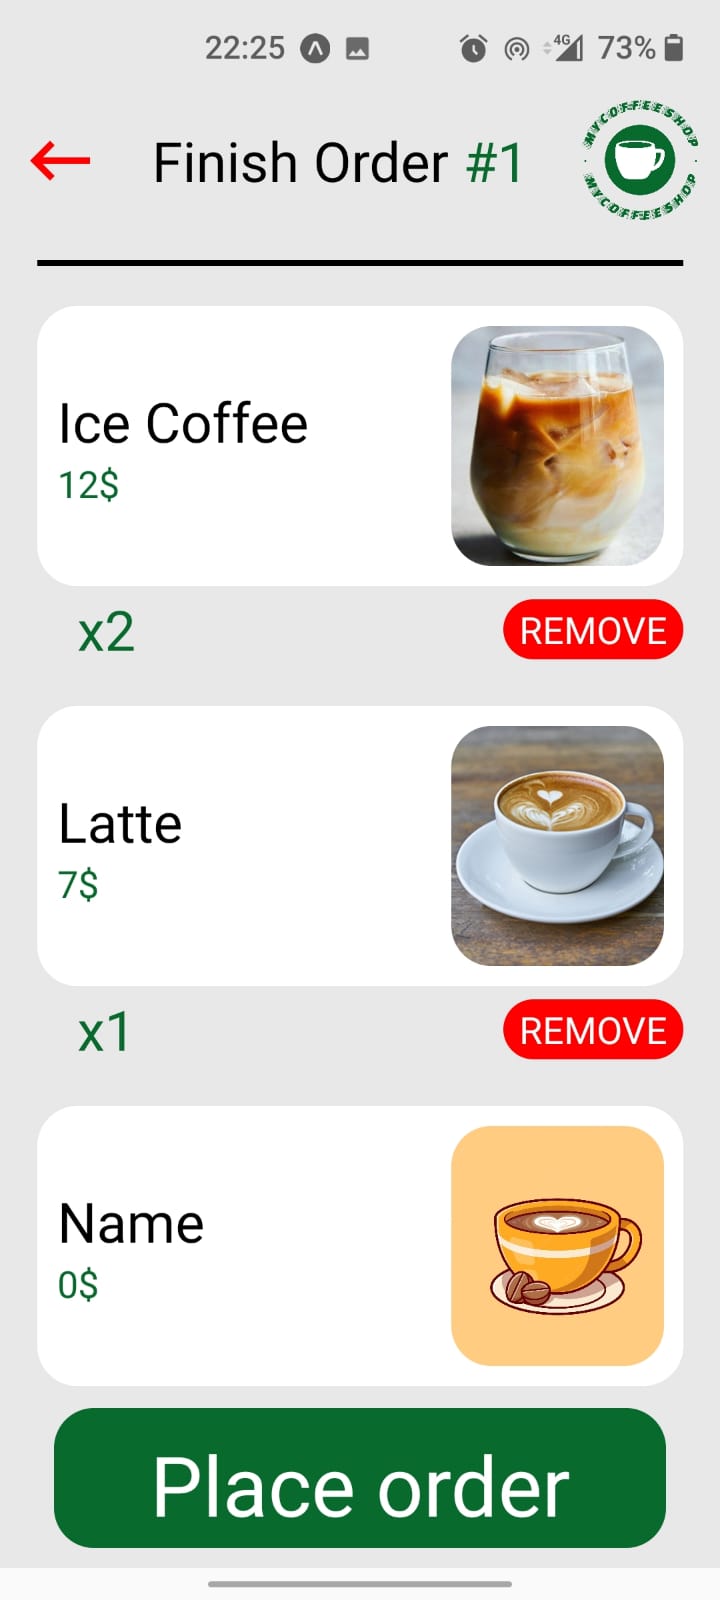 22:25 4G 73%
Finish Order #1
MYCOFFEESHOP · MYCOFFEESHOP ·
Ice Coffee
12$
x2
REMOVE
Latte
7$
x1
REMOVE
Name
0$
Place order